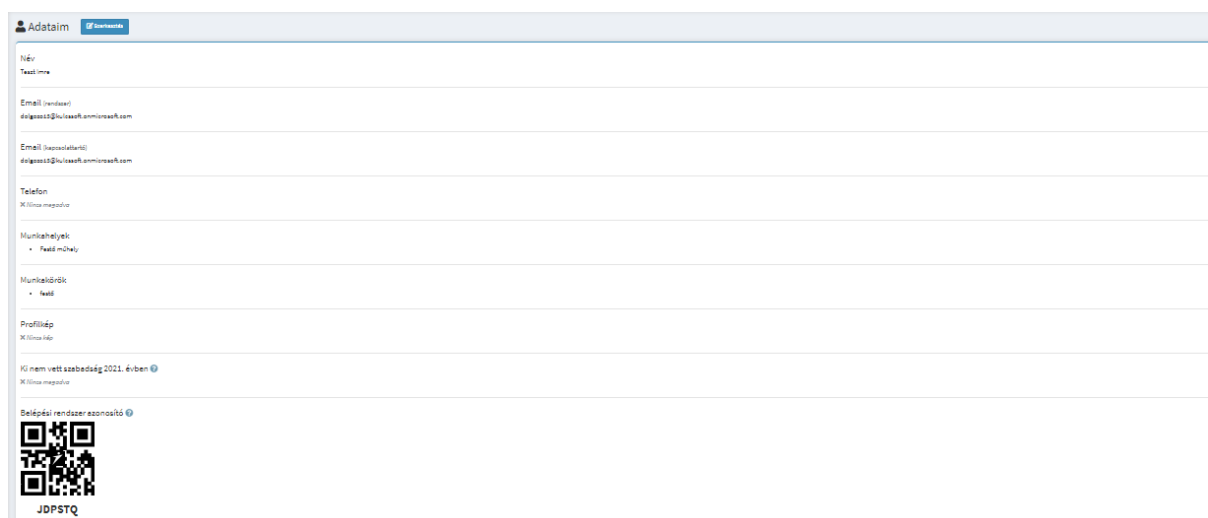 Adataim Szerkesztés
Név
Teszt Imre
Email (rendszer)
dolgozo13@kulcssoft.onmicrosoft.com
Email (kapcsolattartó)
dolgozo13@kulcssoft.onmicrosoft.com
Telefon
Nincs megadva
Munkahelyek
Festő műhely
Munkakörök
festő
Profilkép
Nincs kép
Ki nem vett szabadság 2021. évben
Nincs megadva
Belépési rendszer azonosító
JDPSTQ